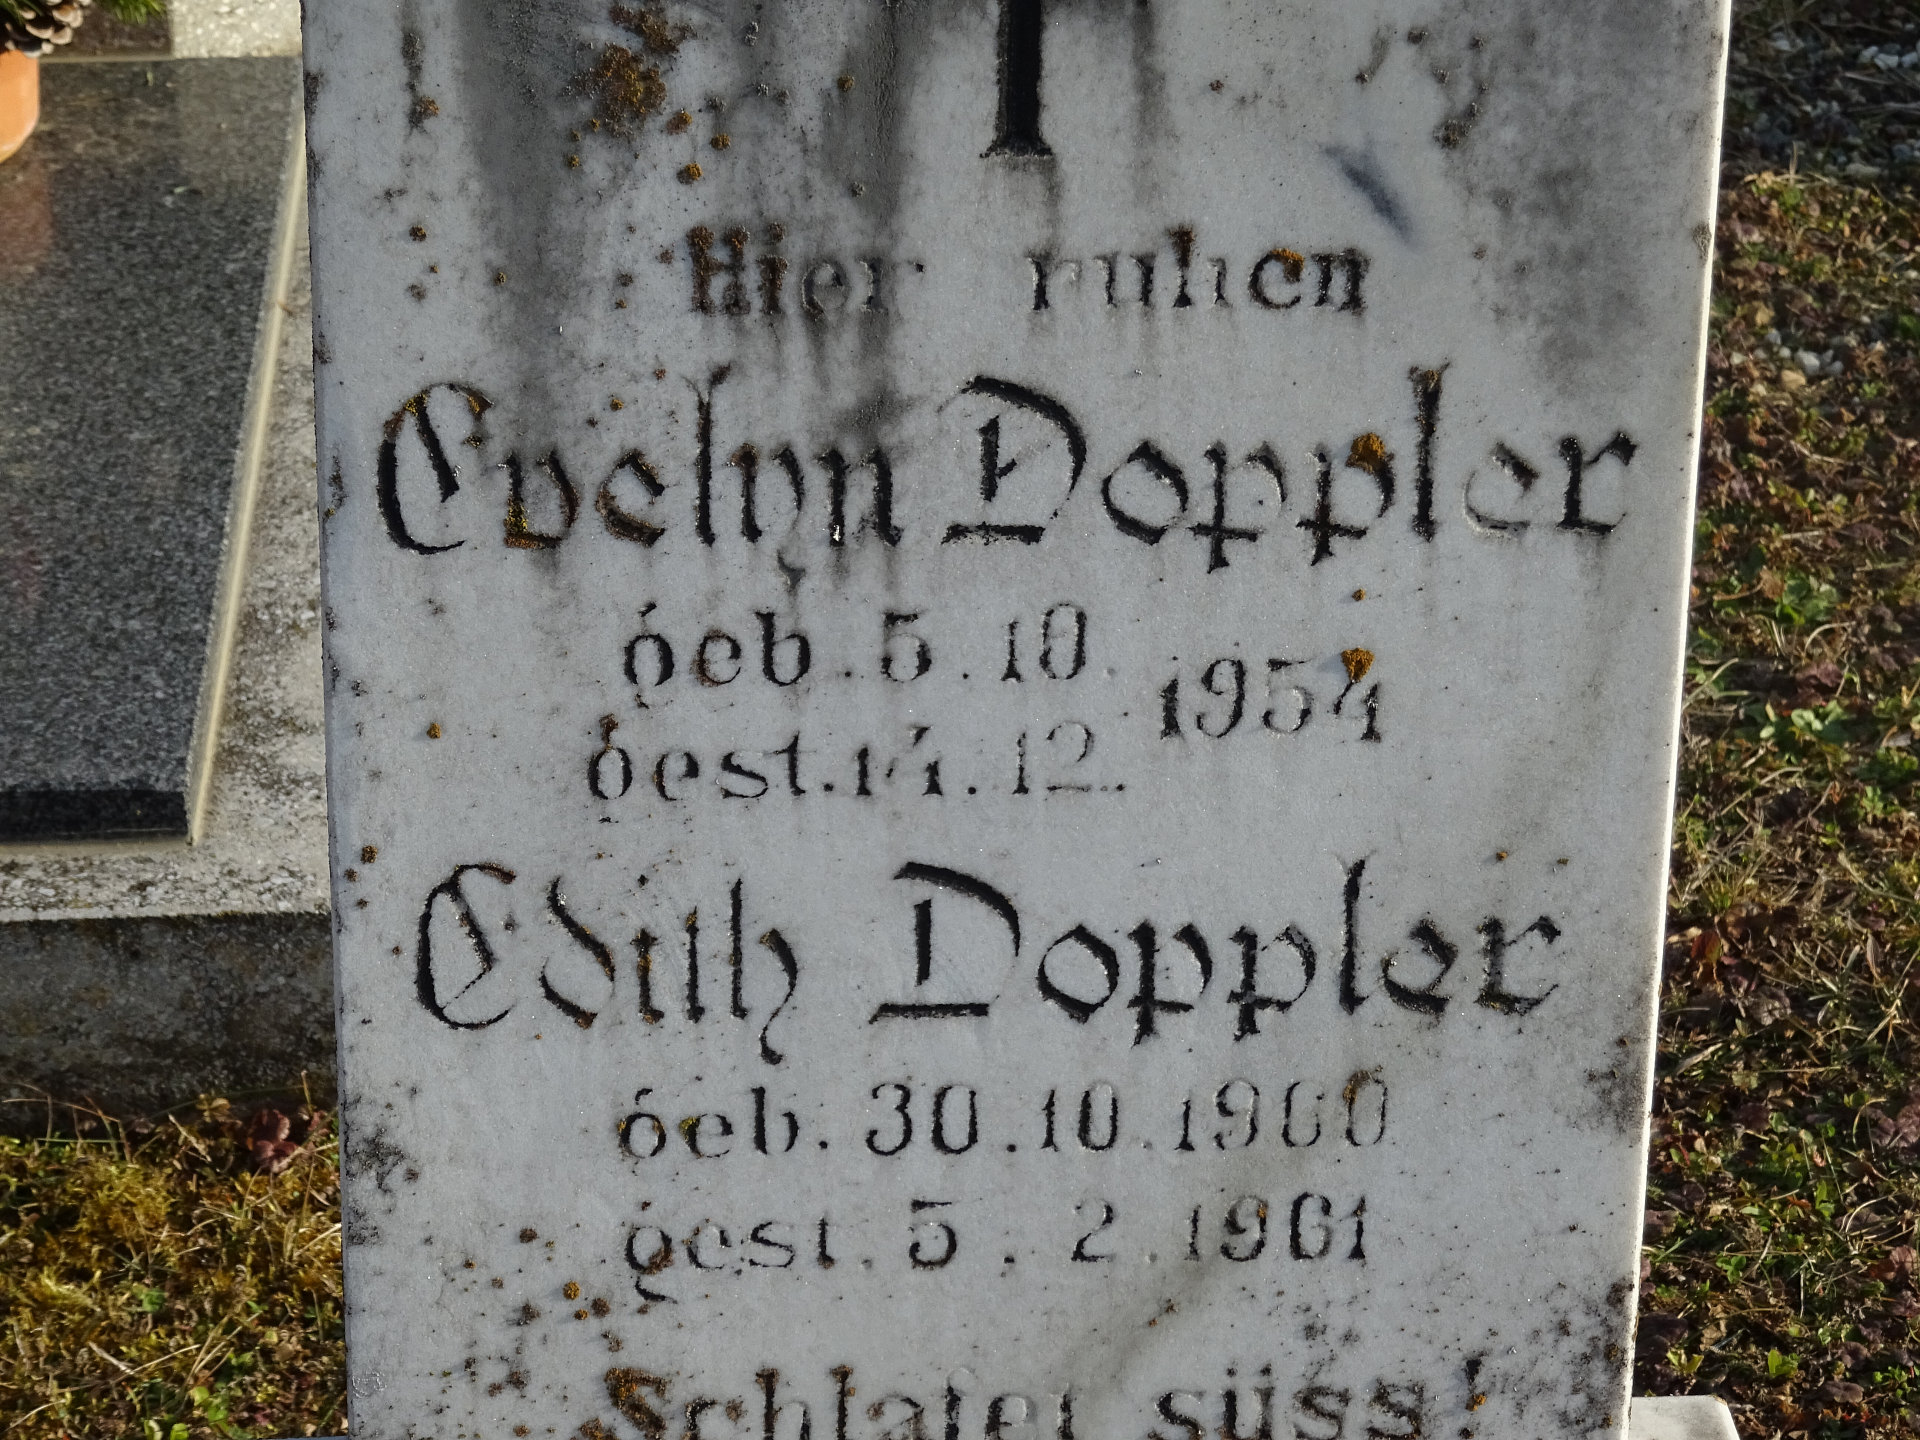 Hier ruhen
Evelyn Doppler
geb. 5. 10.
1954
gest. 14. 12.
Edith Doppler
geb. 30. 10. 1960
gest. 5. 2. 1961
Schlafet süss!